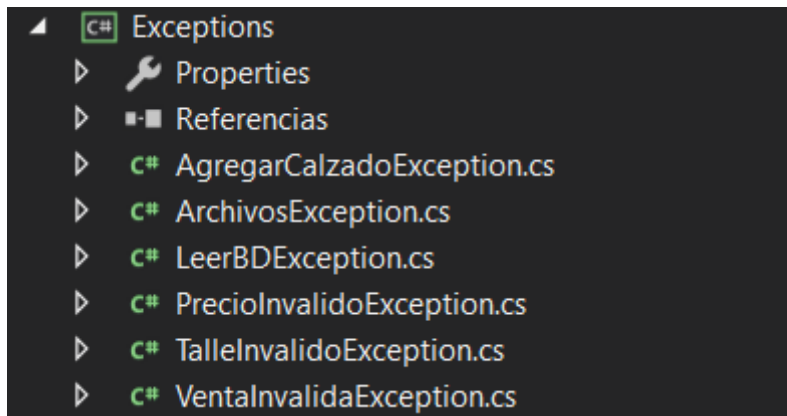 C# Exceptions
Properties
Referencias
C# AgregarCalzadoException.cs
C# ArchivosException.cs
C# LeerBDException.cs
C# PrecioInvalidoException.cs
C# TalleInvalidoException.cs
C# VentaInvalidaException.cs